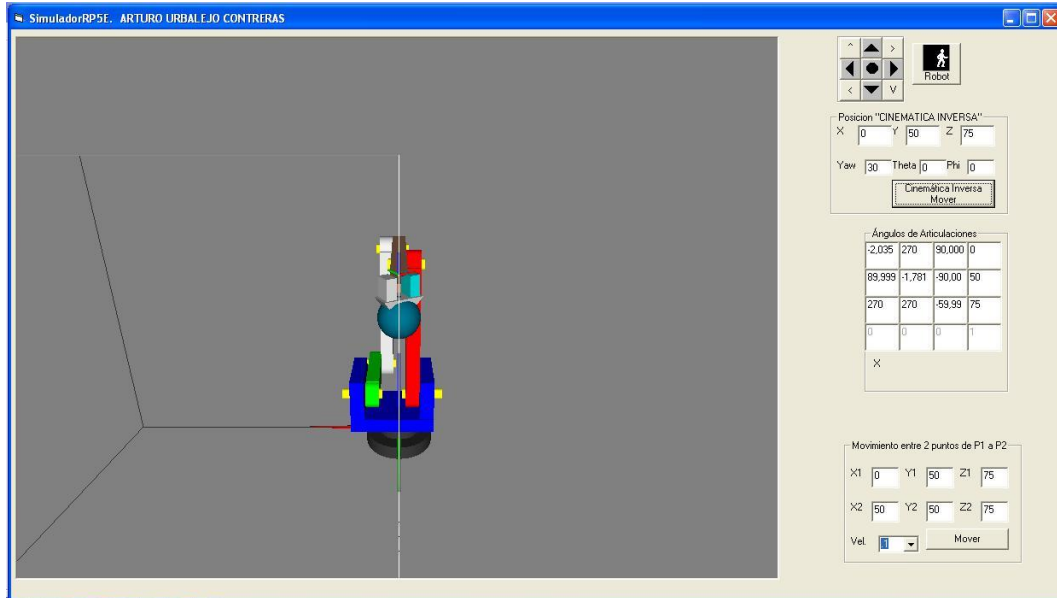 SimuladorRP5E. ARTURO URBALEJO CONTRERAS
^ >
< V
Robot
Posicion "CINEMATICA INVERSA"
X 0 Y 50 Z 75
Yaw 30 Theta 0 Phi 0
Cinemática Inversa
Mover
Ángulos de Articulaciones
-2,035 270 90,000 0
89,999 -1,781 -90,00 50
270 270 -59,99 75
0 0 0 1
X
Movimiento entre 2 puntos de P1 a P2
X1 0 Y1 50 Z1 75
X2 50 Y2 50 Z2 75
Vel. 1 Mover